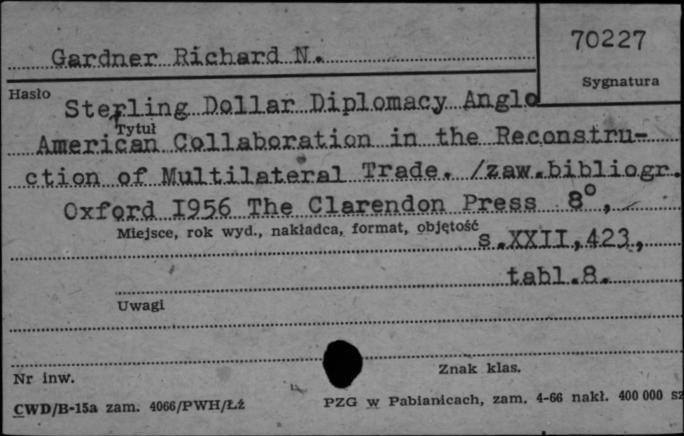 70227
Gardner Richard N.
Sygnatura
Hasło
Sterling Dollar Diplomacy Anglo
Tytuł
American Collaboration in the Reconstru-
ction of Multilateral Trade. /zaw.bibliogr.
Oxford I956 The Clarendon Press 8°,
Miejsce, rok wyd., nakładca, format, objętość
s.XXII,423,
tabl.8.
Uwagi
Nr inw.
Znak klas.
CWD/B-15a zam. 4066/PWH/Łź
PZG w Pabianicach, zam. 4-66 nakł. 400 000 sz